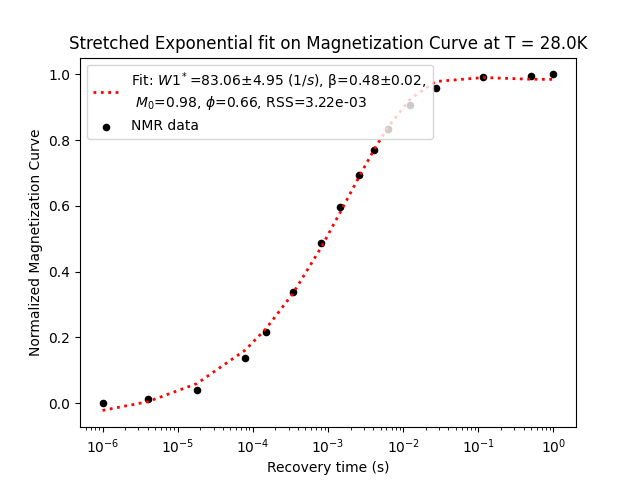 Stretched Exponential fit on Magnetization Curve at T = 28.0K
Fit: W1*=83.06±4.95 (1/s), β=0.48±0.02,
M₀=0.98, ϕ=0.66, RSS=3.22e-03
NMR data
Normalized Magnetization Curve
1.0
0.8
0.6
0.4
0.2
0.0
10⁻⁶ 10⁻⁵ 10⁻⁴ 10⁻³ 10⁻² 10⁻¹ 10⁰
Recovery time (s)